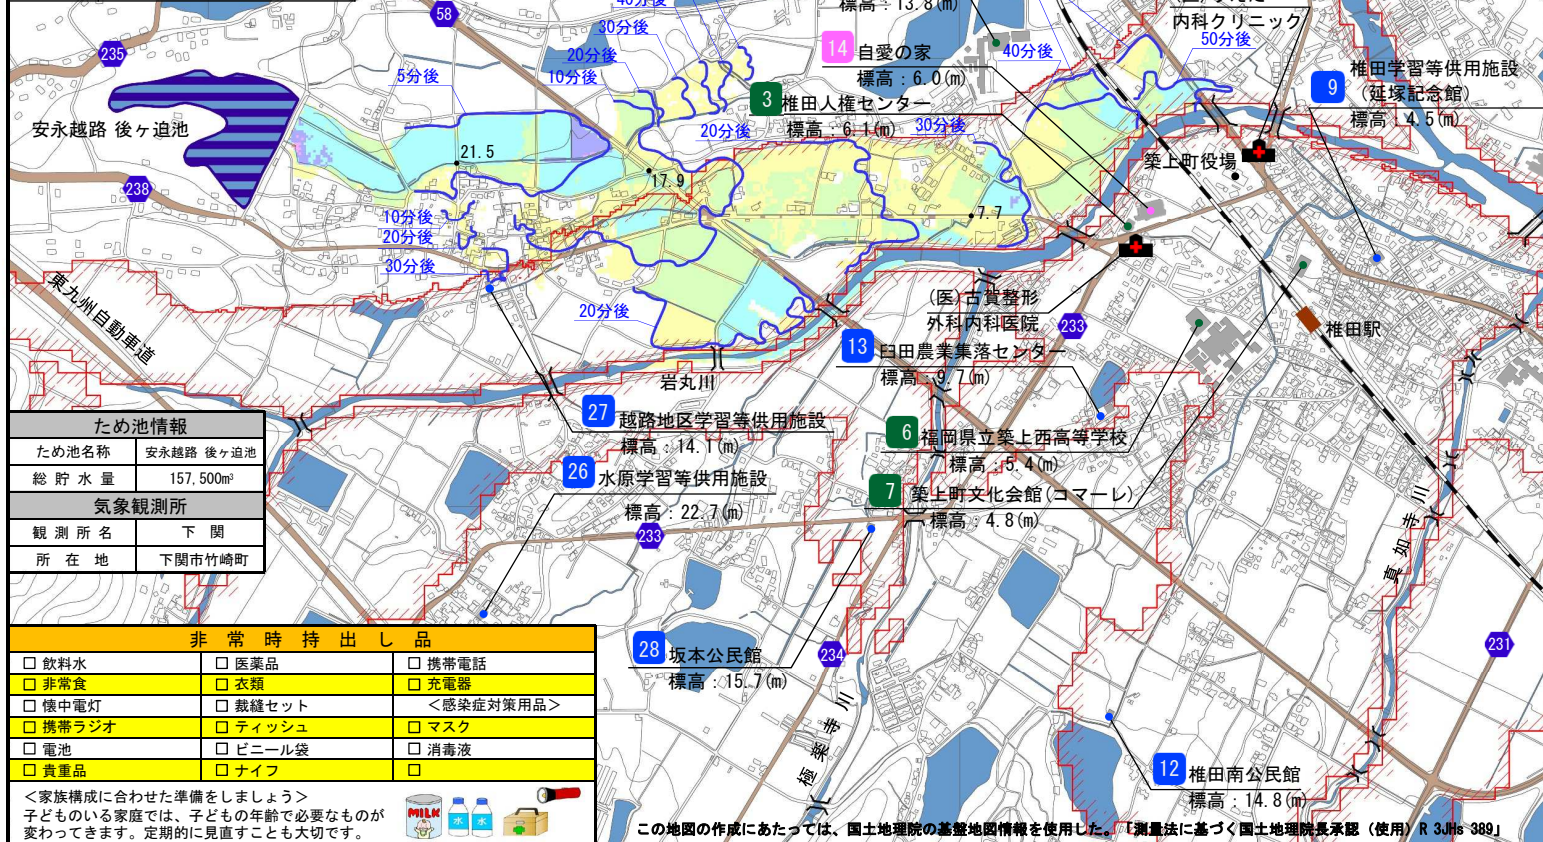 58
235
238
安永越路 後ヶ迫池
5分後
10分後
20分後
30分後
21.5
17.9
7.7
10分後
20分後
30分後
20分後
20分後
30分後
40分後
50分後
標高：13.8(m)
14 自愛の家
標高：6.0(m)
3 椎田人権センター
標高：6.1(m)
内科クリニック
9 椎田学習等供用施設
(延塚記念館)
標高：4.5(m)
築上町役場
(医)古賀整形
外科内科医院
233
椎田駅
13 臼田農業集落センター
標高：9.7(m)
東九州自動車道
岩丸川
27 越路地区学習等供用施設
標高：14.1(m)
6 福岡県立築上西高等学校
標高：5.4(m)
26 水原学習等供用施設
標高：22.7(m)
7 築上町文化会館(コマーレ)
標高：4.8(m)
233
真如寺川
28 坂本公民館
標高：15.7(m)
234
231
極楽寺川
12 椎田南公民館
標高：14.8(m)
ため池情報
ため池名称 安永越路 後ヶ迫池
総貯水量 157,500m³
気象観測所
観測所名 下関
所在地 下関市竹崎町
非常時持出し品
□ 飲料水 □ 医薬品 □ 携帯電話
□ 非常食 □ 衣類 □ 充電器
□ 懐中電灯 □ 裁縫セット ＜感染症対策用品＞
□ 携帯ラジオ □ ティッシュ □ マスク
□ 電池 □ ビニール袋 □ 消毒液
□ 貴重品 □ ナイフ □
＜家族構成に合わせた準備をしましょう＞
子どものいる家庭では、子どもの年齢で必要なものが
変わってきます。定期的に見直すことも大切です。
MILK
水 水
この地図の作成にあたっては、国土地理院の基盤地図情報を使用した。「測量法に基づく国土地理院長承認（使用）R 3JHs 389」